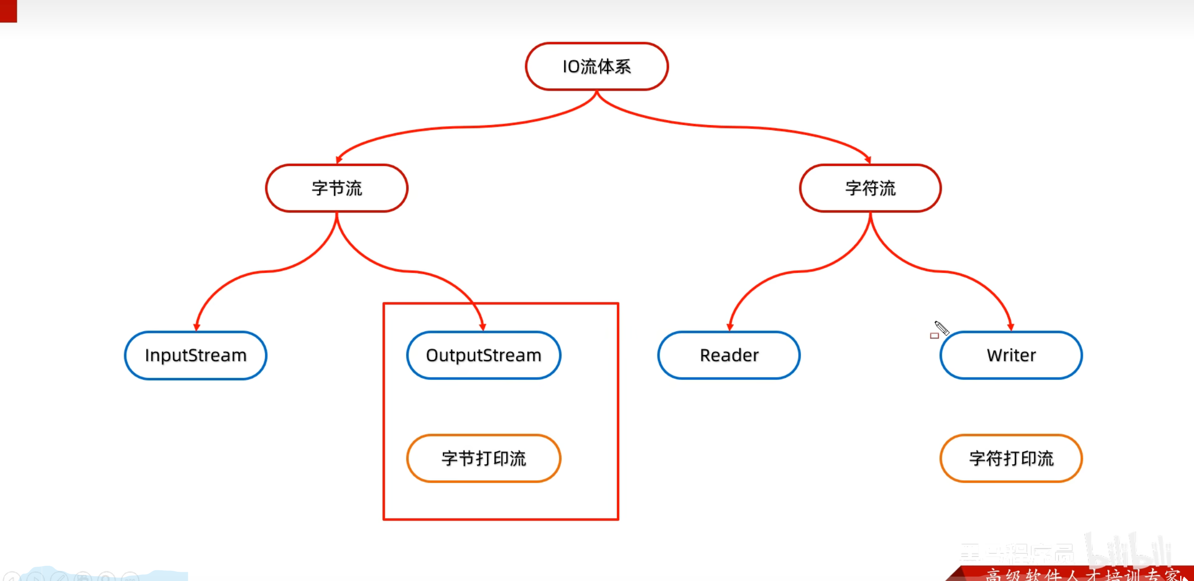 IO流体系
字节流
字符流
InputStream
OutputStream
Reader
Writer
字节打印流
字符打印流
bilibili
高级软件人才培训专家